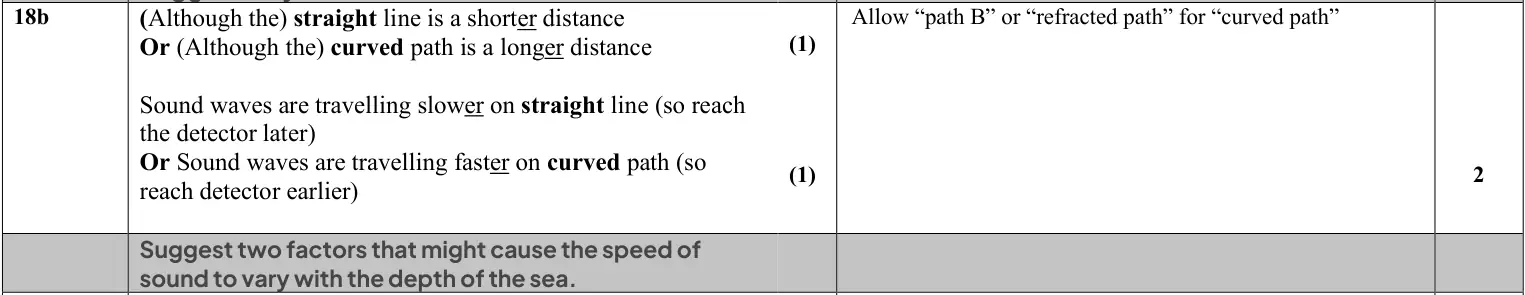 18b
(Although the) straight line is a shorter distance
Or (Although the) curved path is a longer distance
(1)
Sound waves are travelling slower on straight line (so reach
the detector later)
Or Sound waves are travelling faster on curved path (so
reach detector earlier)
(1)
Allow “path B” or “refracted path” for “curved path”
2
Suggest two factors that might cause the speed of
sound to vary with the depth of the sea.